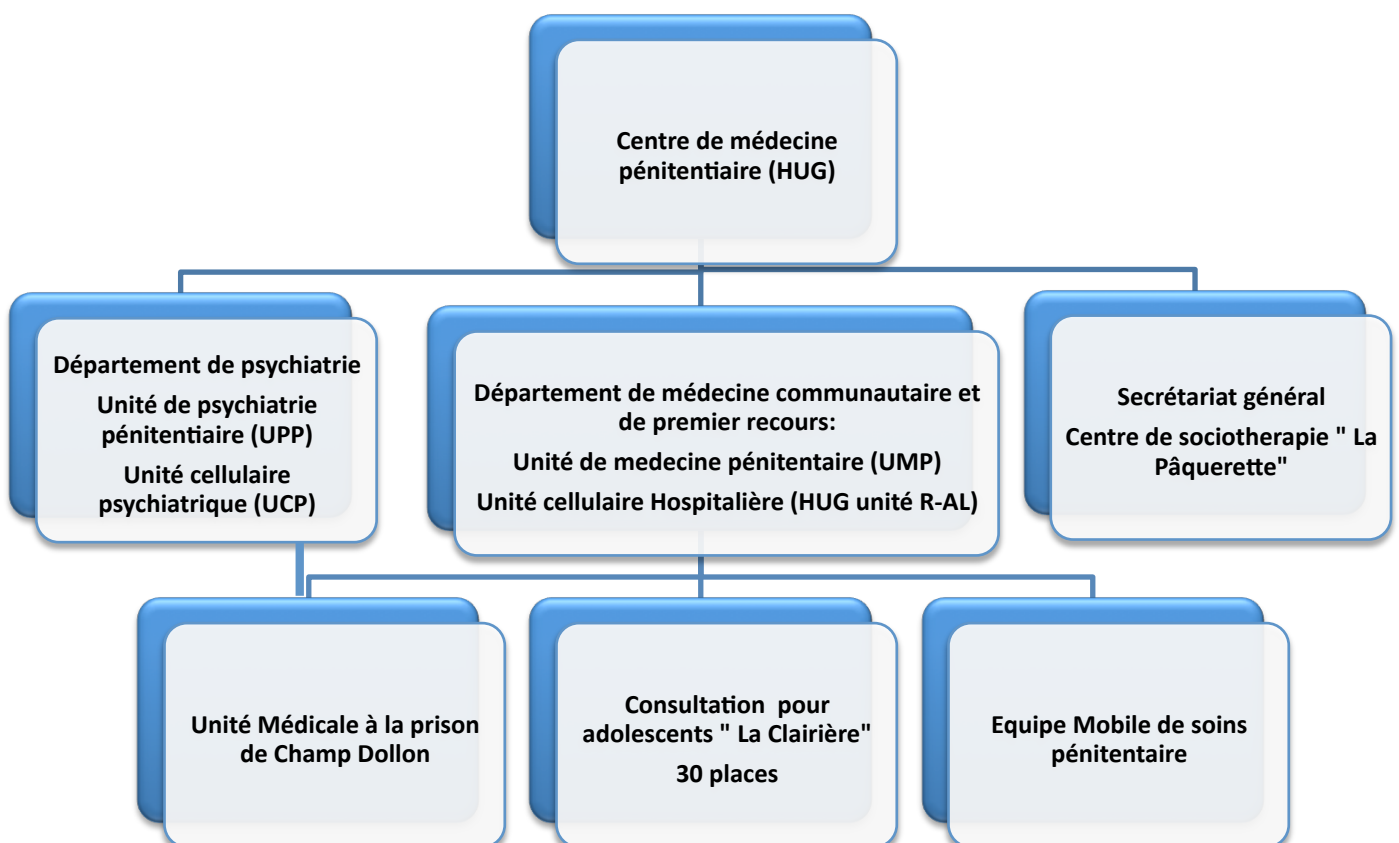 Centre de médecine
pénitentiaire (HUG)
Département de psychiatrie
Unité de psychiatrie
pénitentiaire (UPP)
Unité cellulaire
psychiatrique (UCP)
Département de médecine communautaire et
de premier recours:
Unité de medecine pénitentaire (UMP)
Unité cellulaire Hospitalière (HUG unité R-AL)
Secrétariat général
Centre de sociotherapie " La
Pâquerette"
Unité Médicale à la prison
de Champ Dollon
Consultation  pour
adolescents " La Clairière"
30 places
Equipe Mobile de soins
pénitentaire